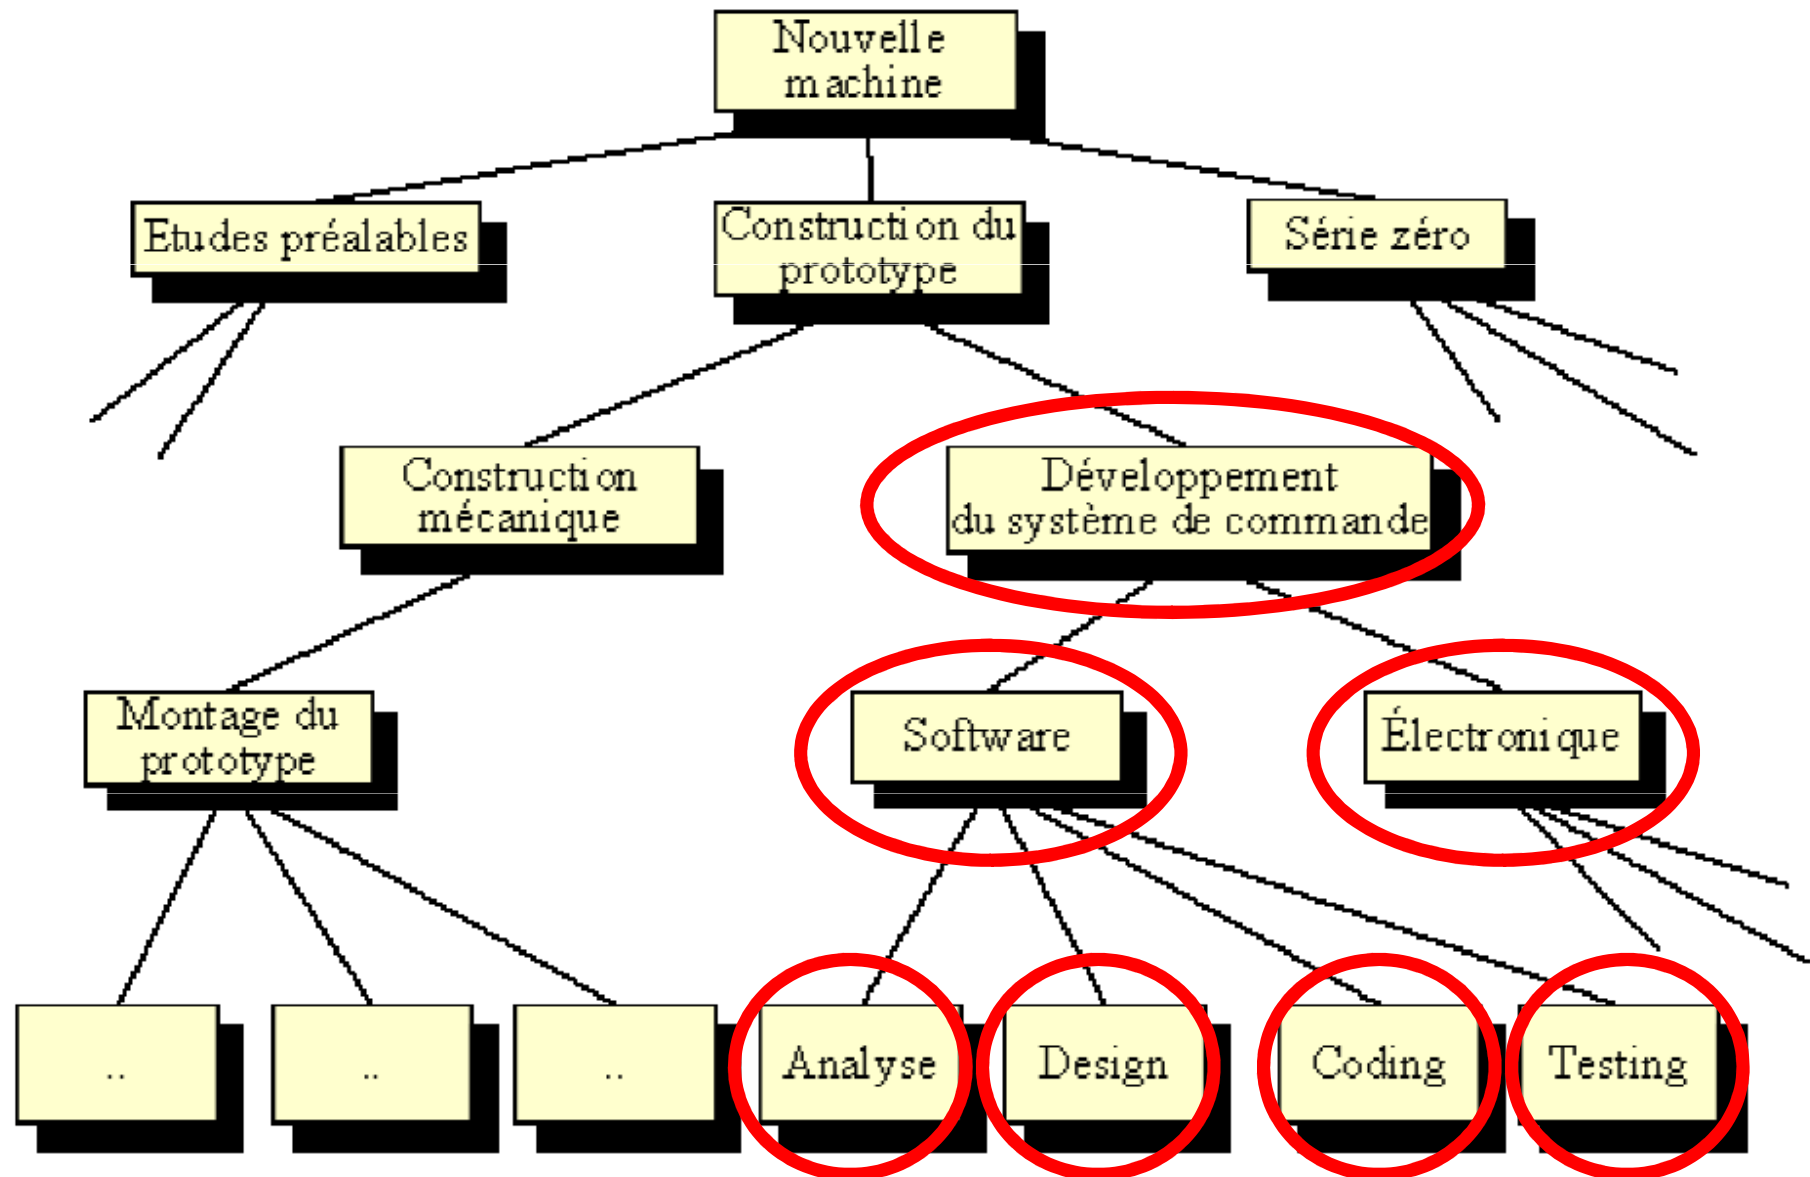 Nouvelle
machine
Etudes préalables
Construction du
prototype
Série zéro
Construction
mécanique
Développement
du système de commande
Montage du
prototype
Software
Électronique
..
..
..
Analyse
Design
Coding
Testing